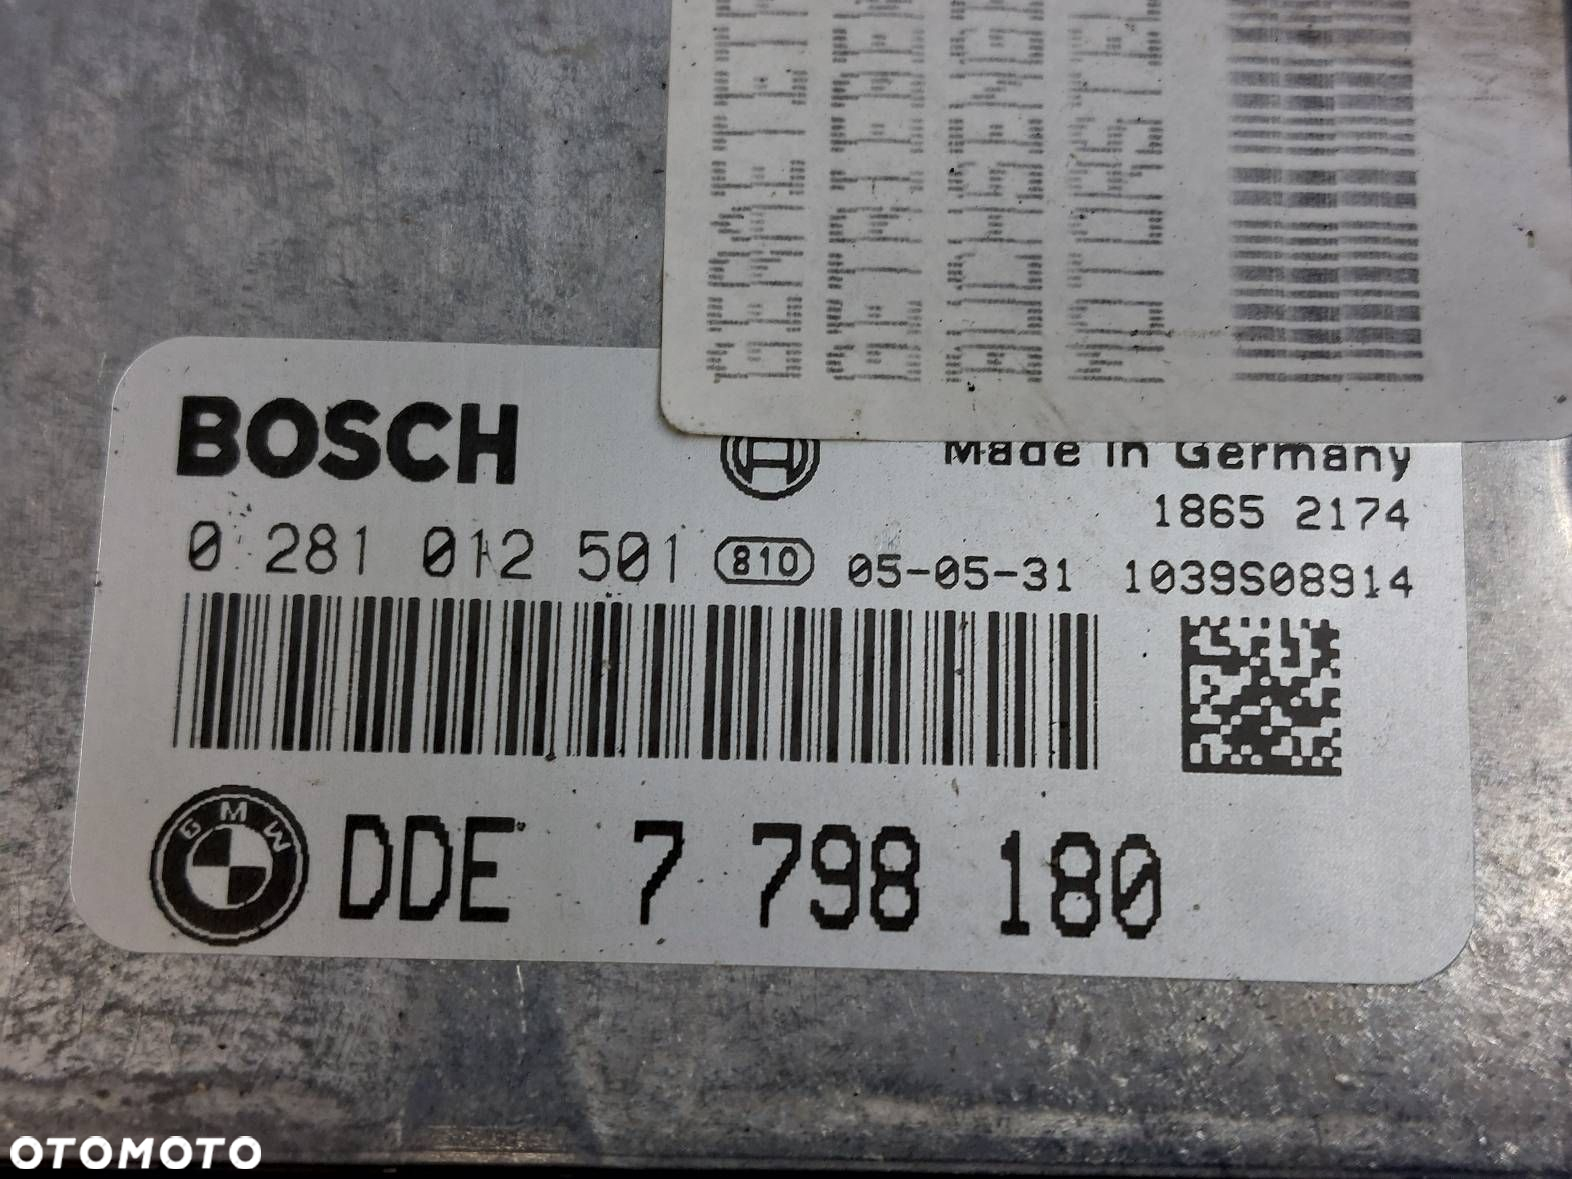 BOSCH
Made in Germany
1865 2174
0 281 012 501 810 05-05-31 1039S08914
BMW DDE 7 798 180
OTOMOTO